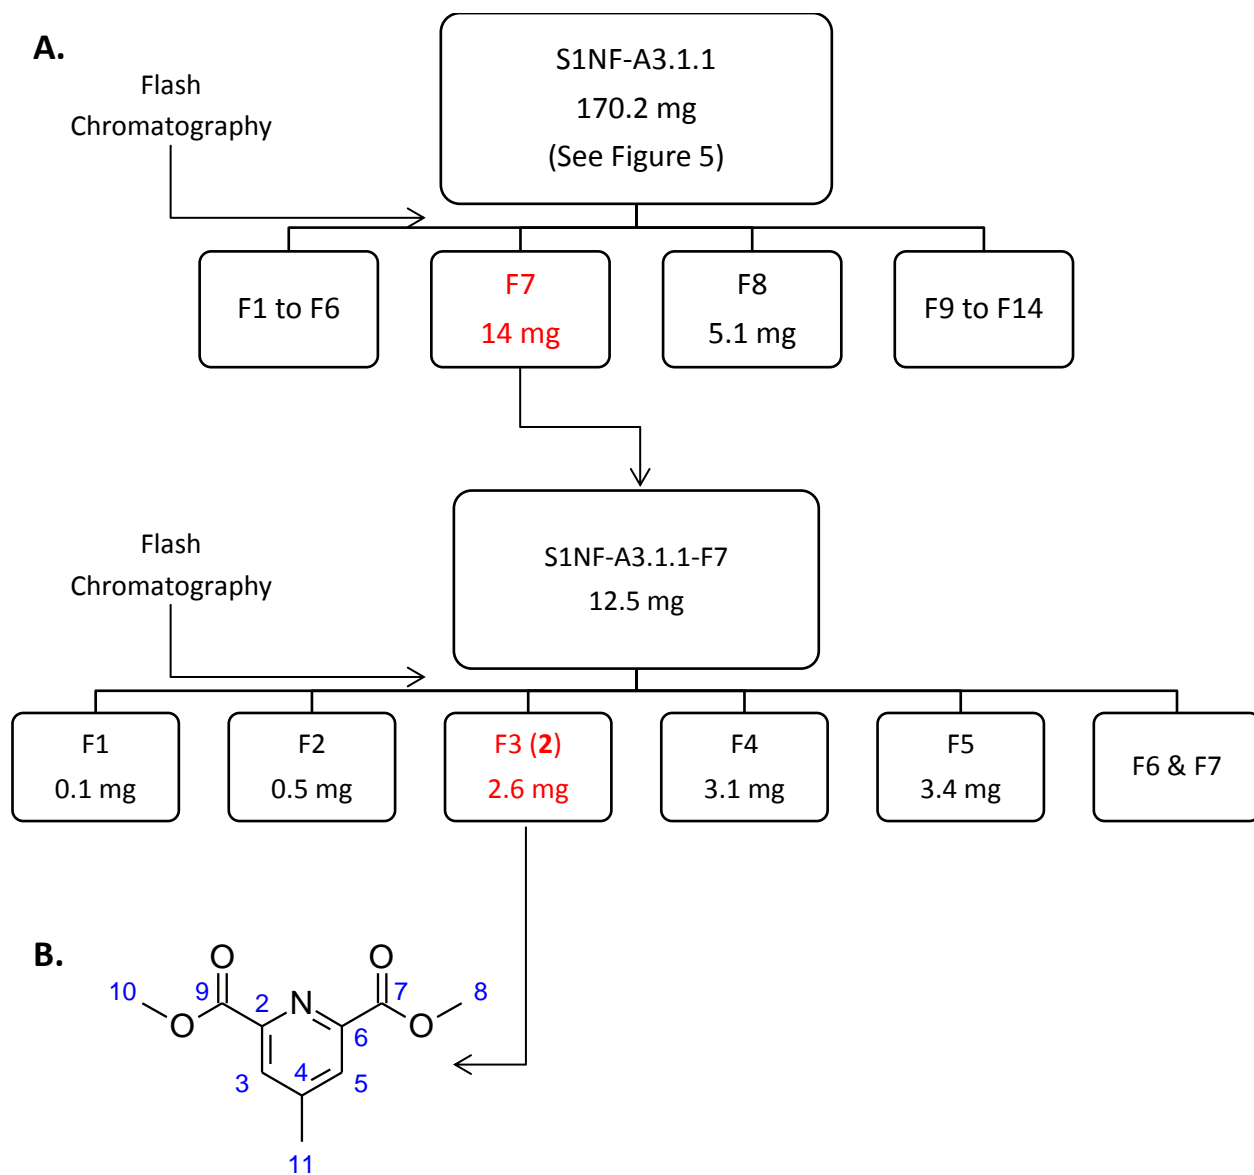 A.
Flash
Chromatography
S1NF-A3.1.1
170.2 mg
(See Figure 5)
F1 to F6
F7
14 mg
F8
5.1 mg
F9 to F14
Flash
Chromatography
S1NF-A3.1.1-F7
12.5 mg
F1
0.1 mg
F2
0.5 mg
F3 (2)
2.6 mg
F4
3.1 mg
F5
3.4 mg
F6 & F7
B.
O
O
10
9
2
N
7
8
O
6
O
3
4
5
11